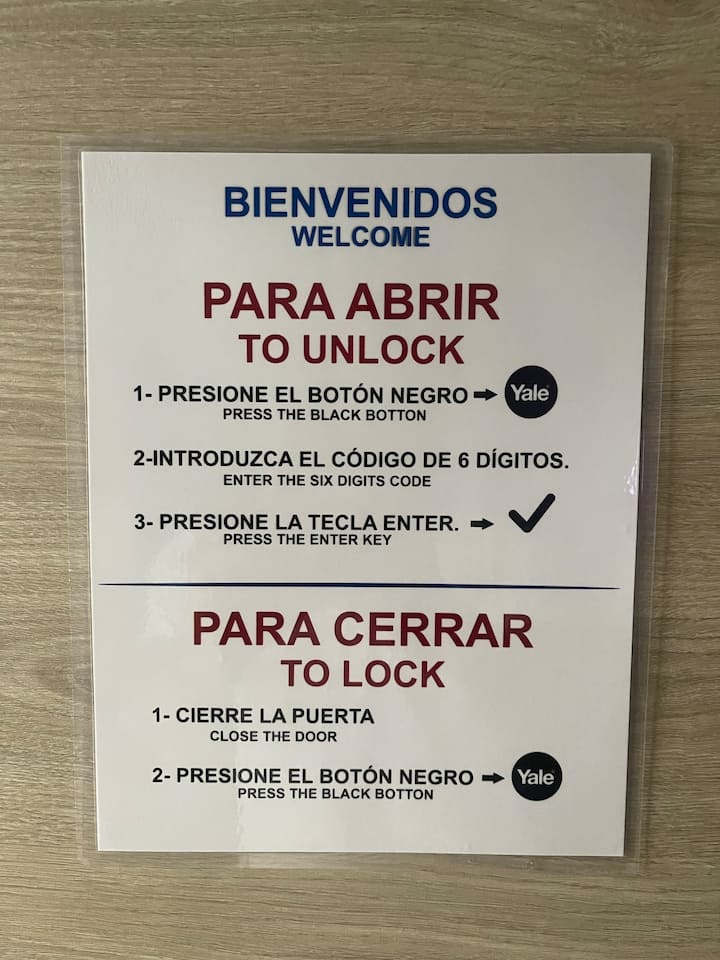 BIENVENIDOS
WELCOME
PARA ABRIR
TO UNLOCK
1- PRESIONE EL BOTÓN NEGRO Yale
PRESS THE BLACK BOTTON
2-INTRODUZCA EL CÓDIGO DE 6 DÍGITOS.
ENTER THE SIX DIGITS CODE
3- PRESIONE LA TECLA ENTER.
PRESS THE ENTER KEY
PARA CERRAR
TO LOCK
1- CIERRE LA PUERTA
CLOSE THE DOOR
2- PRESIONE EL BOTÓN NEGRO Yale
PRESS THE BLACK BOTTON